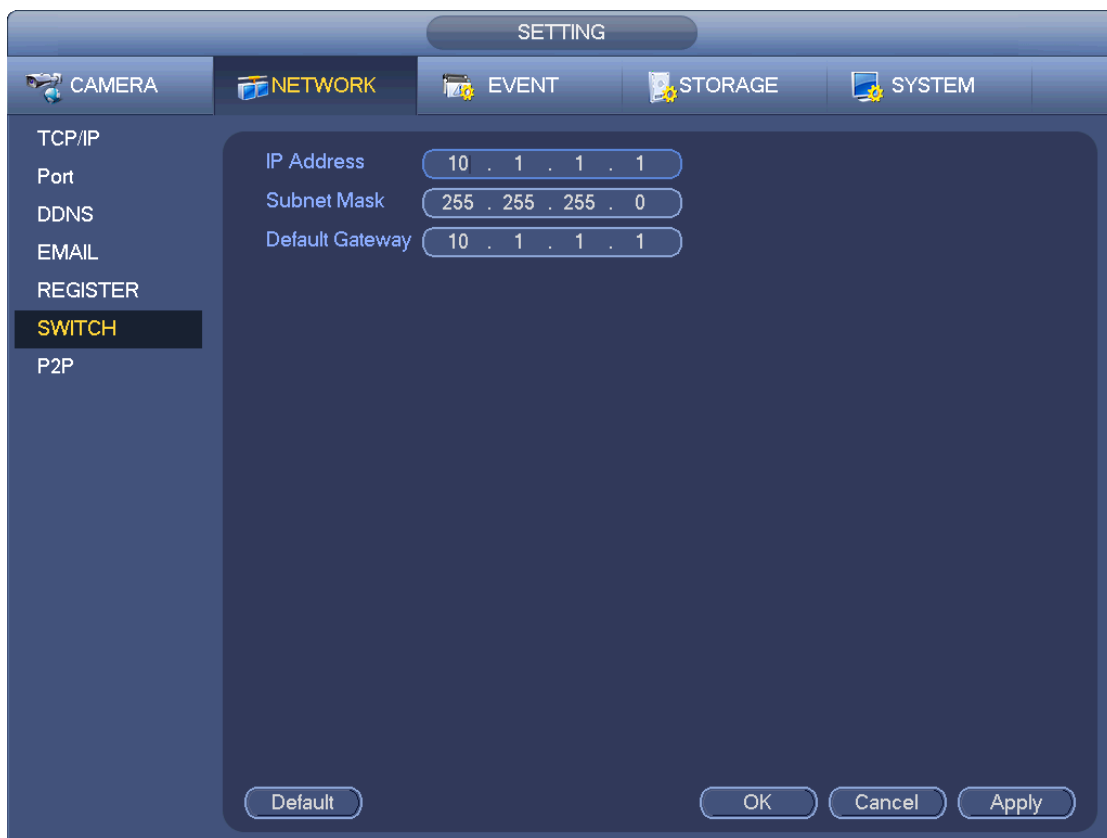 SETTING
CAMERA NETWORK EVENT STORAGE SYSTEM
TCP/IP
Port
DDNS
EMAIL
REGISTER
SWITCH
P2P
IP Address 10 . 1 . 1 . 1
Subnet Mask 255 . 255 . 255 . 0
Default Gateway 10 . 1 . 1 . 1
Default OK Cancel Apply